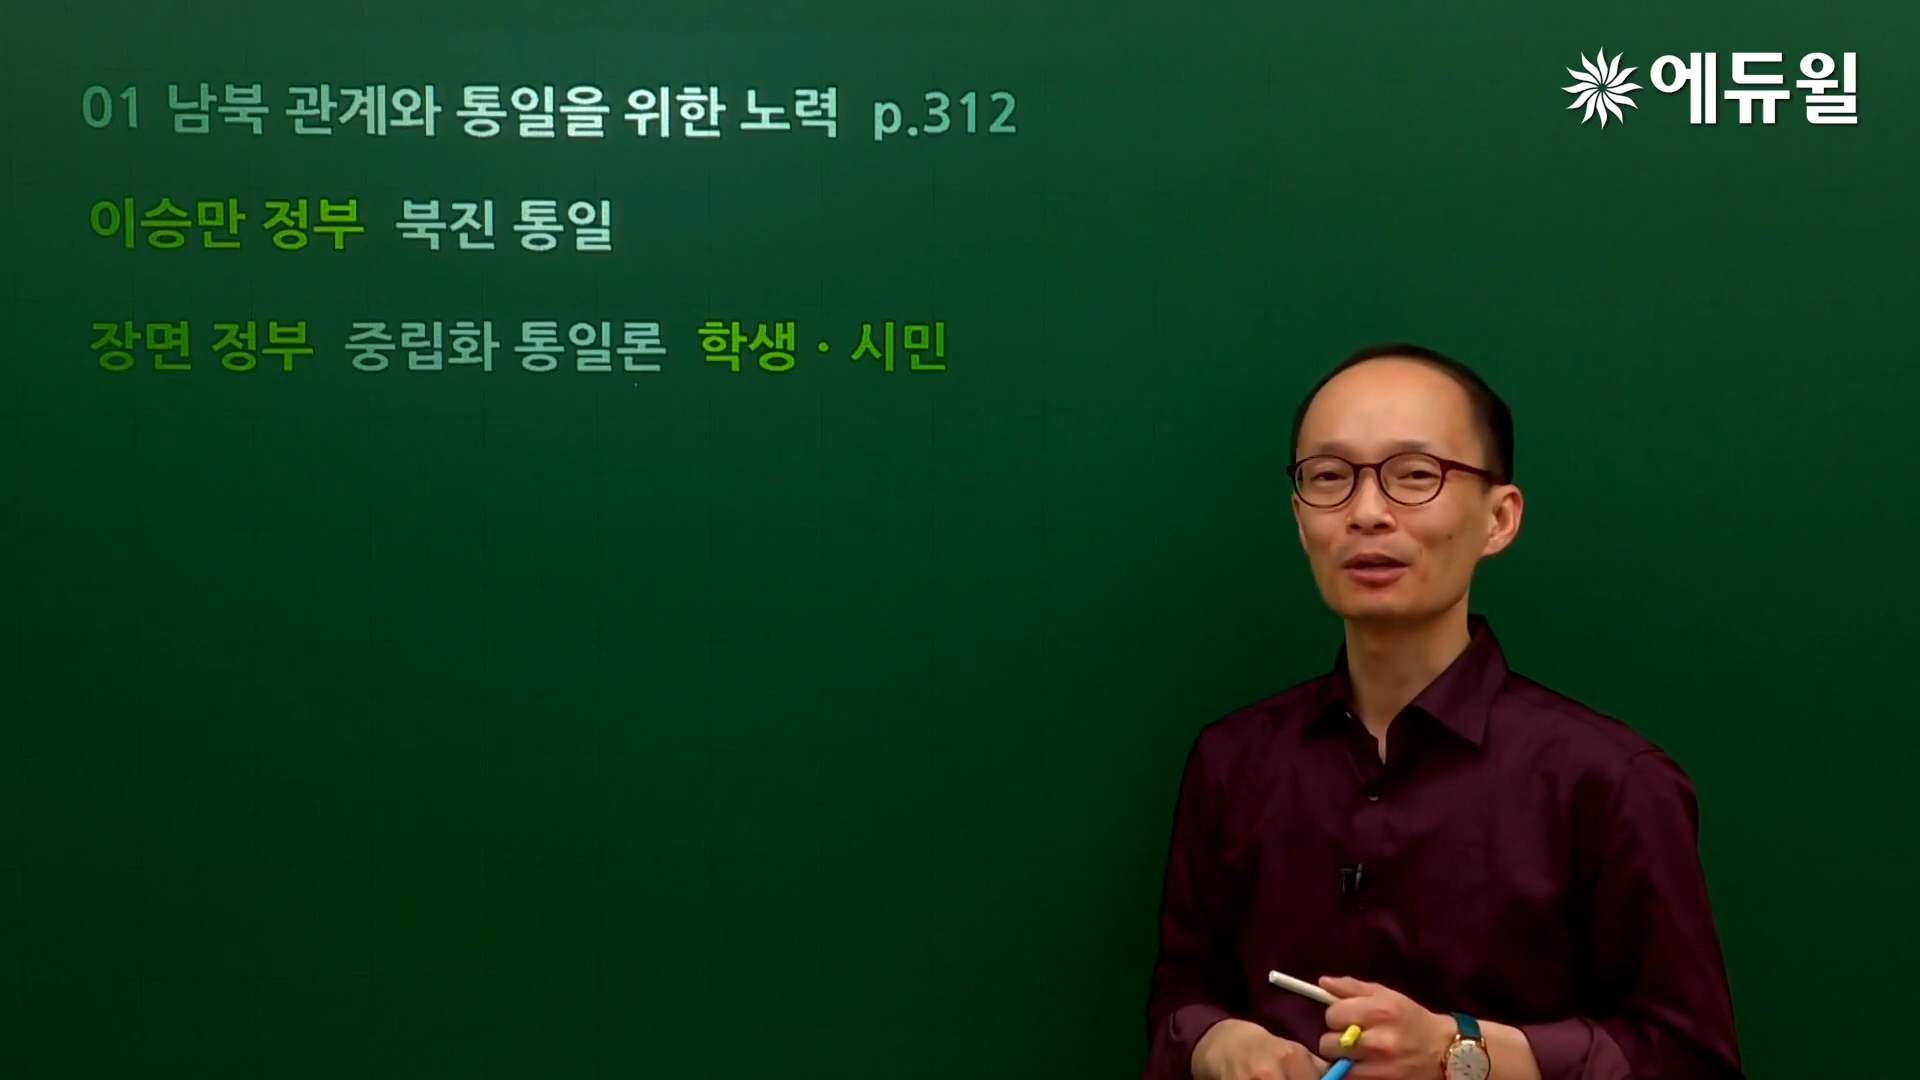 01 남북 관계와 통일을 위한 노력 p.312
에듀윌
이승만 정부 북진 통일
장면 정부 중립화 통일론 학생 · 시민